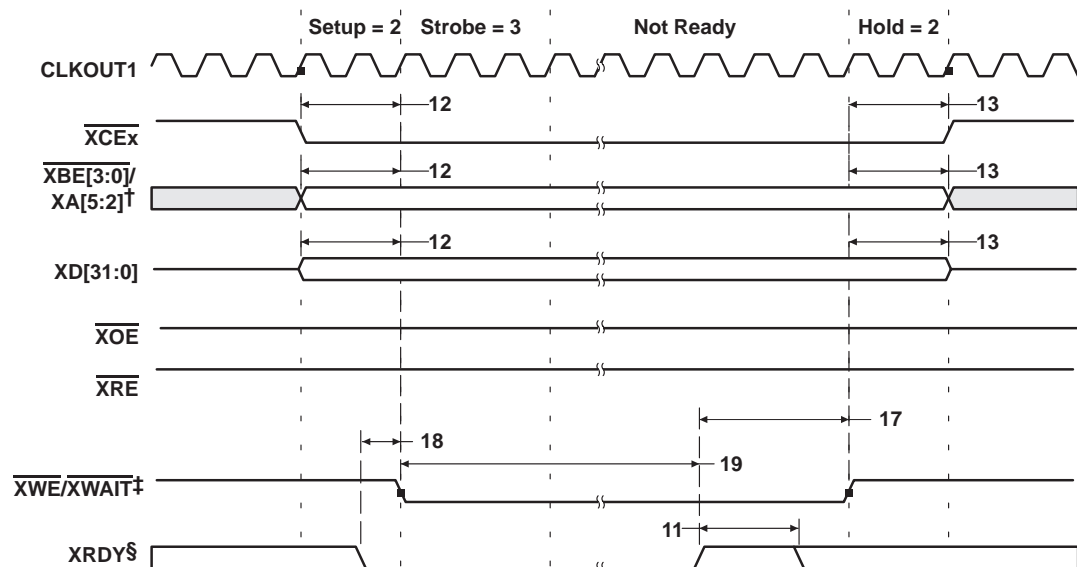 Setup = 2 Strobe = 3 Not Ready Hold = 2
CLKOUT1
12 13
XCEx
12 13
XBE[3:0]/
XA[5:2]†
12 13
XD[31:0]
XOE
XRE
17
18
19
XWE/XWAIT‡
11
XRDY§